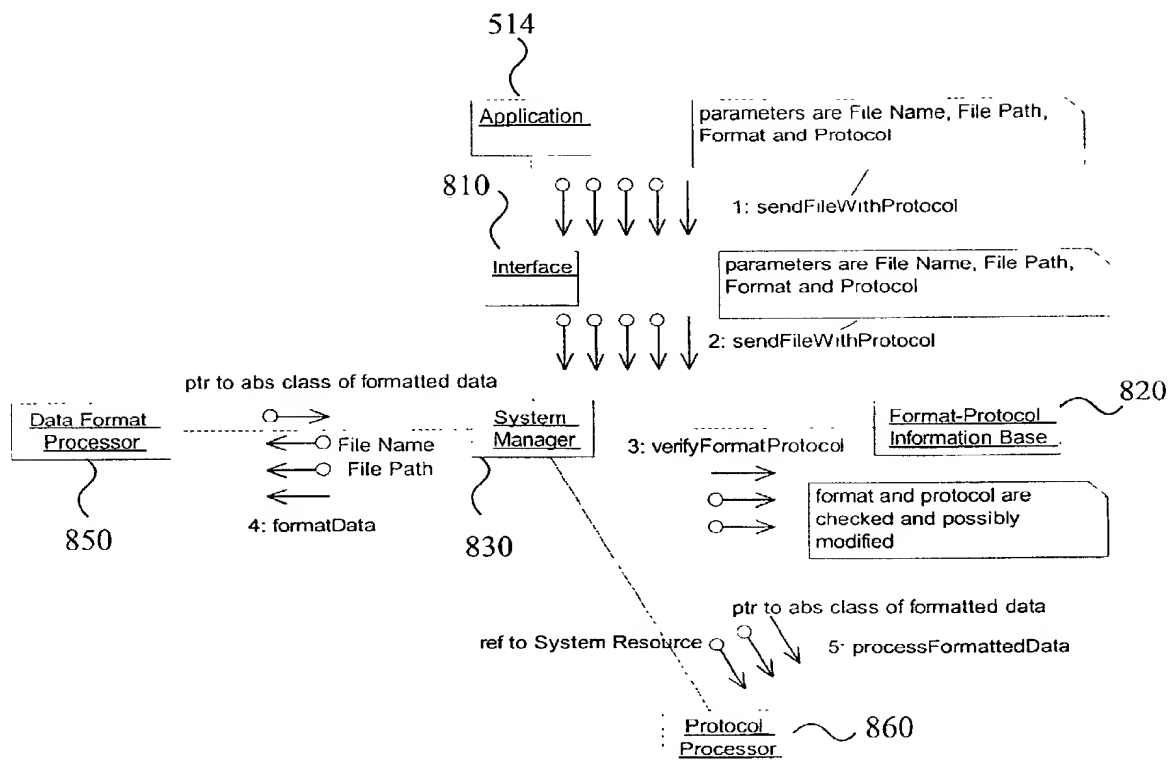 514
Application
parameters are File Name, File Path,
Format and Protocol
810
1: sendFileWithProtocol
Interface
parameters are File Name, File Path,
Format and Protocol
2: sendFileWithProtocol
ptr to abs class of formatted data
820
Data Format
Processor
System
Manager
Format-Protocol
Information Base
File Name
File Path
3: verifyFormatProtocol
4: formatData
850
830
format and protocol are
checked and possibly
modified
ptr to abs class of formatted data
ref to System Resource
5: processFormattedData
Protocol
Processor
860